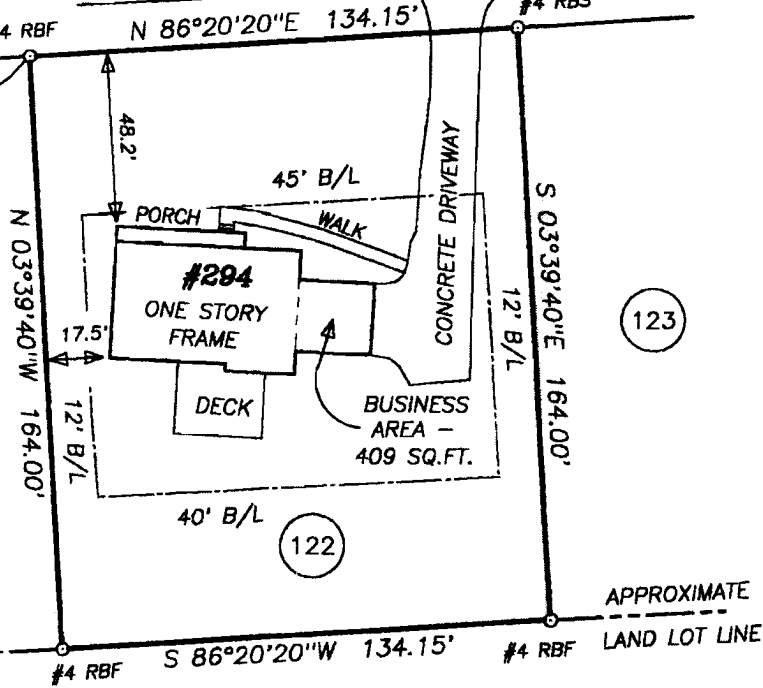 #4 RBF
N 86°20'20"E 134.15'
#4 RBS
48.2'
45' B/L
PORCH
WALK
CONCRETE DRIVEWAY
N 03°39'40"W 164.00'
S 03°39'40"E 164.00'
#294
ONE STORY
FRAME
17.5'
12' B/L
12' B/L
123
DECK
BUSINESS
AREA –
409 SQ.FT.
40' B/L
122
APPROXIMATE
LAND LOT LINE
#4 RBF
S 86°20'20"W 134.15'
#4 RBF